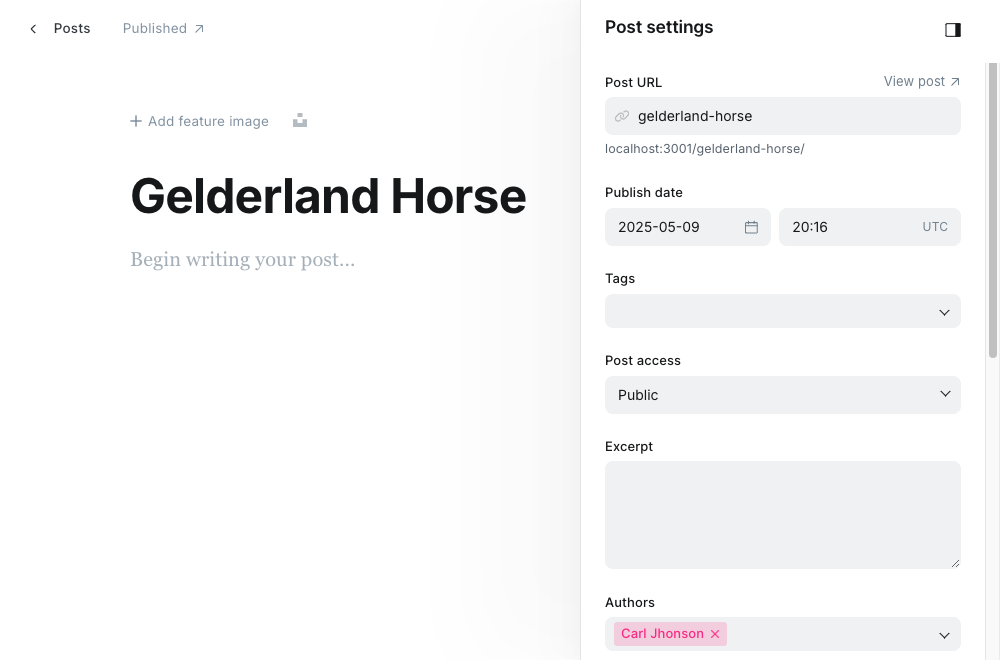 Posts
Published
Post settings
Add feature image
Gelderland Horse
Begin writing your post...
Post URL
View post
gelderland-horse
localhost:3001/gelderland-horse/
Publish date
2025-05-09
20:16
UTC
Tags
Post access
Public
Excerpt
Authors
Carl Jhonson